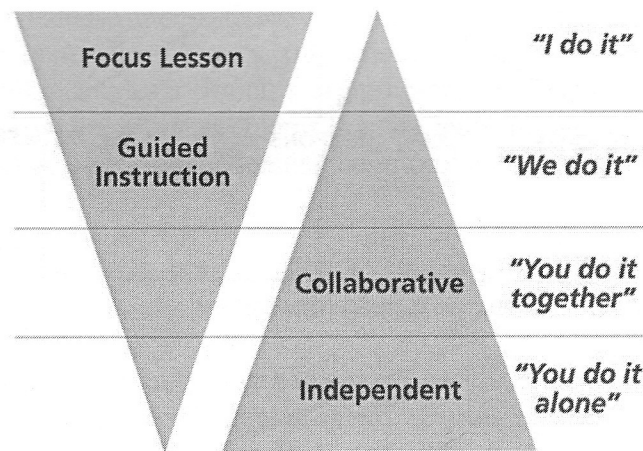 Focus Lesson
"I do it"
Guided
Instruction
"We do it"
Collaborative
"You do it
together"
Independent
"You do it
alone"